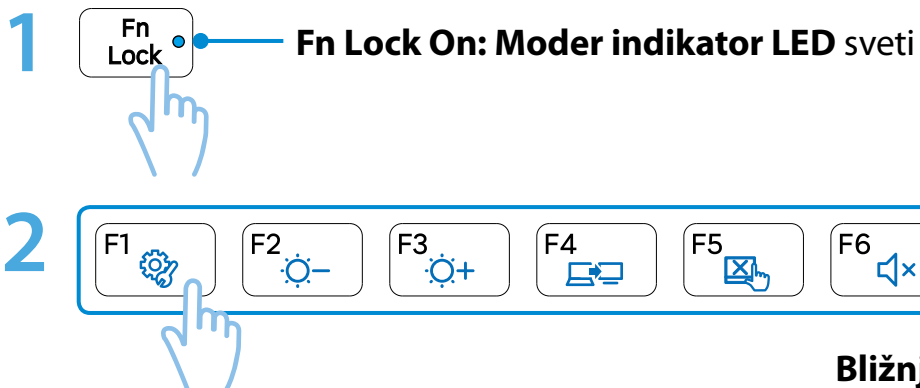 1
Fn
Lock
Fn Lock On: Moder indikator LED sveti
2
F1 F2 F3 F4 F5 F6